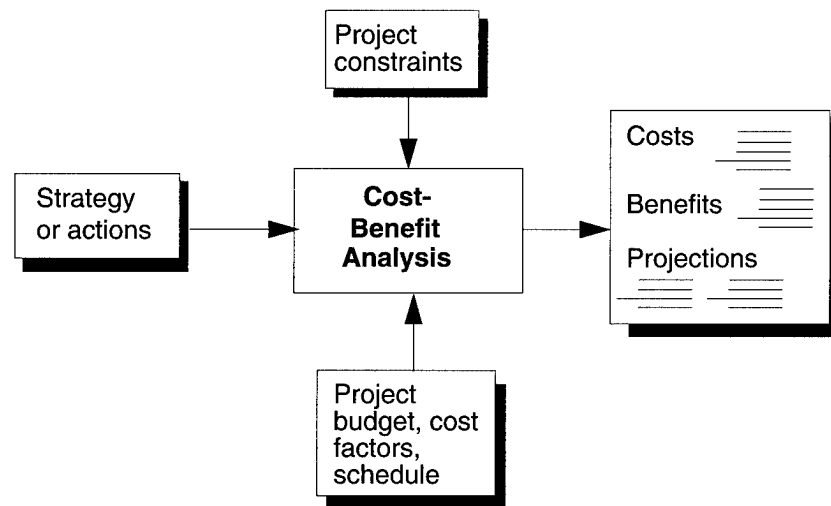 Project
constraints
Strategy
or actions
Cost-
Benefit
Analysis
Costs
Benefits
Projections
Project
budget, cost
factors,
schedule